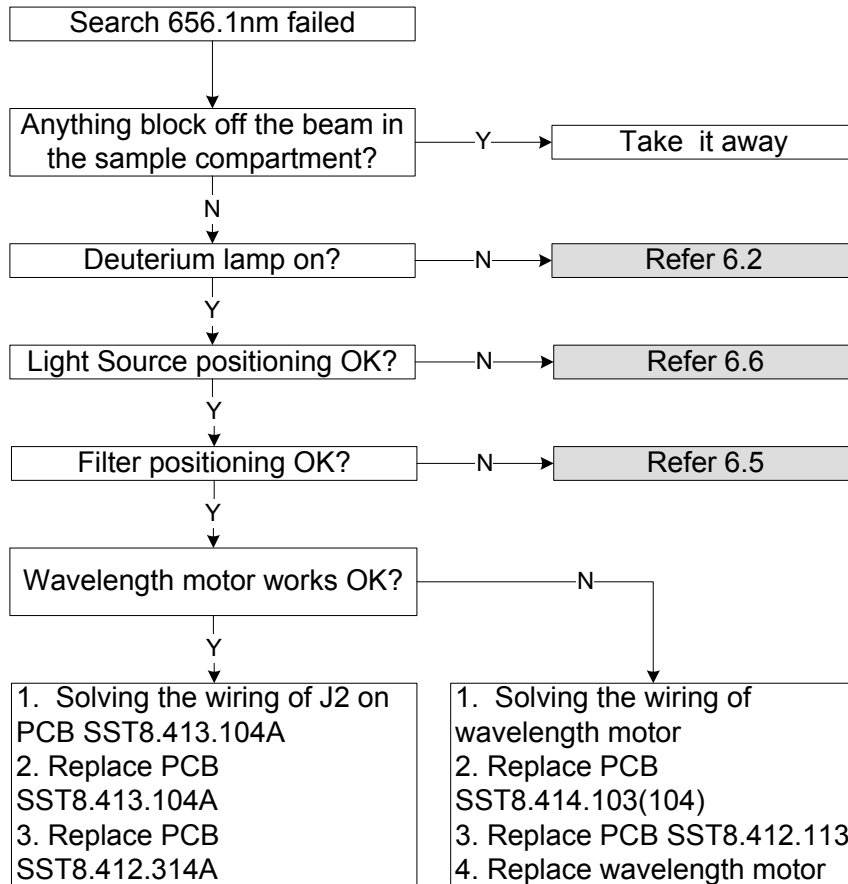 Search 656.1nm failed
Anything block off the beam in
the sample compartment?
Y
Take it away
N
Deuterium lamp on?
N
Refer 6.2
Y
Light Source positioning OK?
N
Refer 6.6
Y
Filter positioning OK?
N
Refer 6.5
Y
Wavelength motor works OK?
N
Y
1. Solving the wiring of J2 on
PCB SST8.413.104A
2. Replace PCB
SST8.413.104A
3. Replace PCB
SST8.412.314A
1. Solving the wiring of
wavelength motor
2. Replace PCB
SST8.414.103(104)
3. Replace PCB SST8.412.113
4. Replace wavelength motor